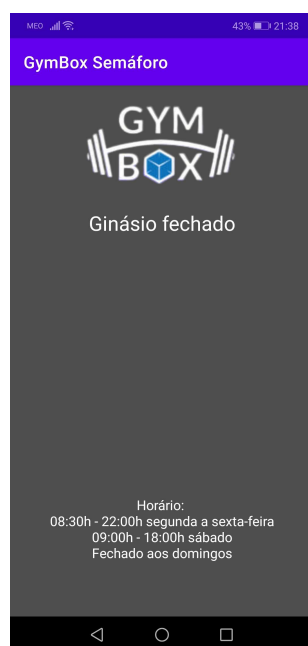 MEO 43% 21:38
GymBox Semáforo
GYM
BOX
Ginásio fechado
Horário:
08:30h - 22:00h segunda a sexta-feira
09:00h - 18:00h sábado
Fechado aos domingos